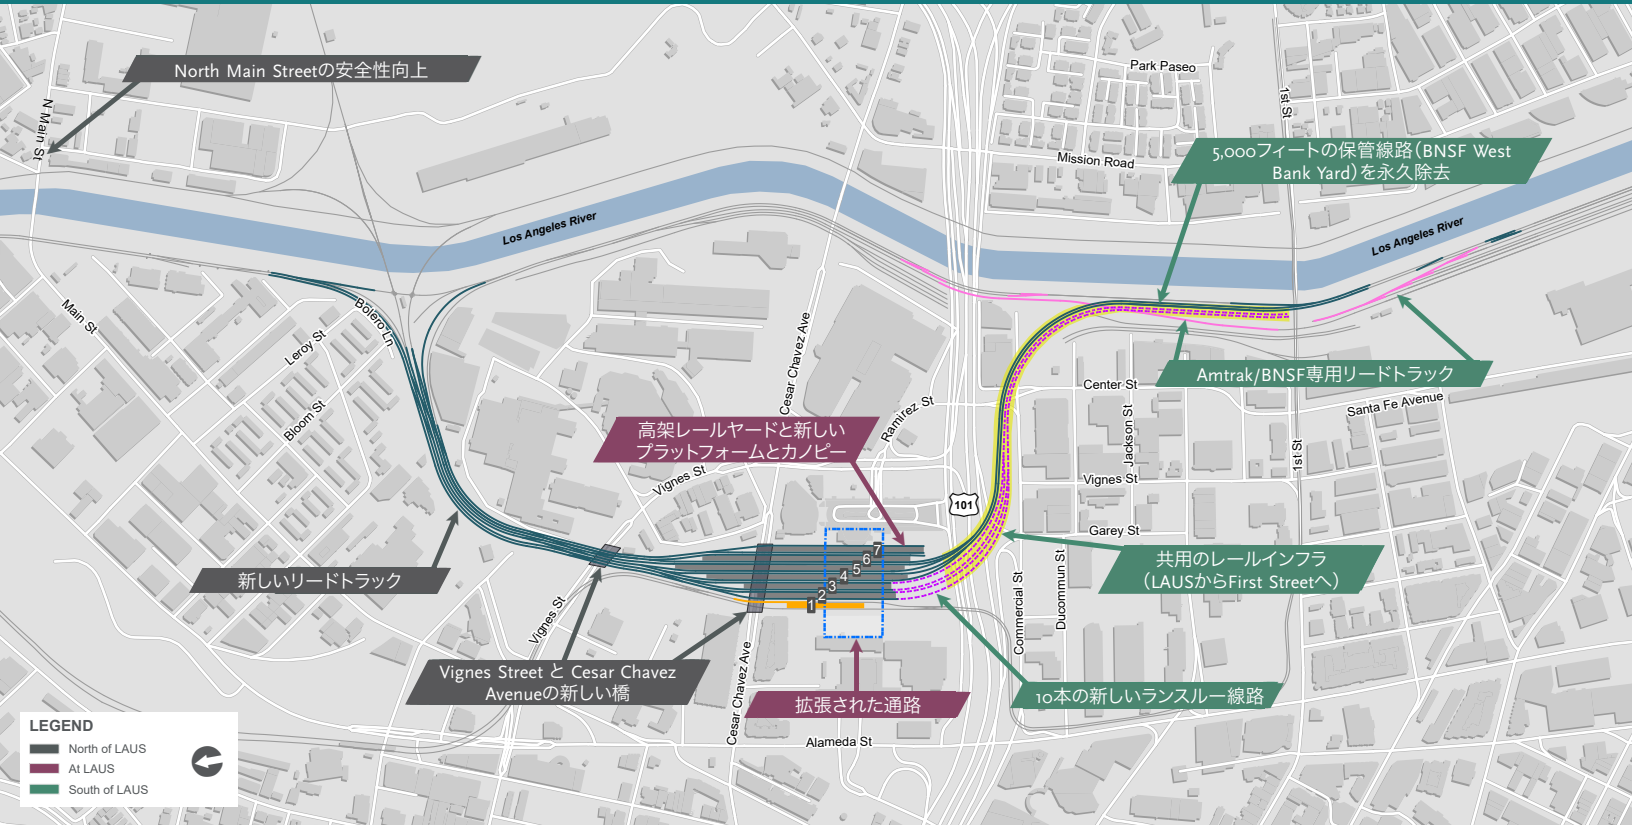 Park Paseo
North Main Streetの安全性向上
1st St
N Main St
5,000フィートの保管線路（BNSF West
Bank Yard）を永久除去
Mission Road
Los Angeles River
Los Angeles River
Main St
Bolero Ln
Leroy St
Cesar Chavez Ave
Amtrak/BNSF専用リードトラック
Center St
Santa Fe Avenue
Bloom St
Ramirez St
高架レールヤードと新しい
プラットフォームとカノピー
Jackson St
1st St
Vignes St
Vignes St
101
Garey St
7
6
5
4
3
2
1
共用のレールインフラ
（LAUSからFirst Streetへ）
新しいリードトラック
Commercial St
Ducommun St
Vignes St
Vignes Street と Cesar Chavez
Avenueの新しい橋
Cesar Chavez Ave
10本の新しいランスルー線路
拡張された通路
Alameda St
LEGEND
North of LAUS
At LAUS
South of LAUS